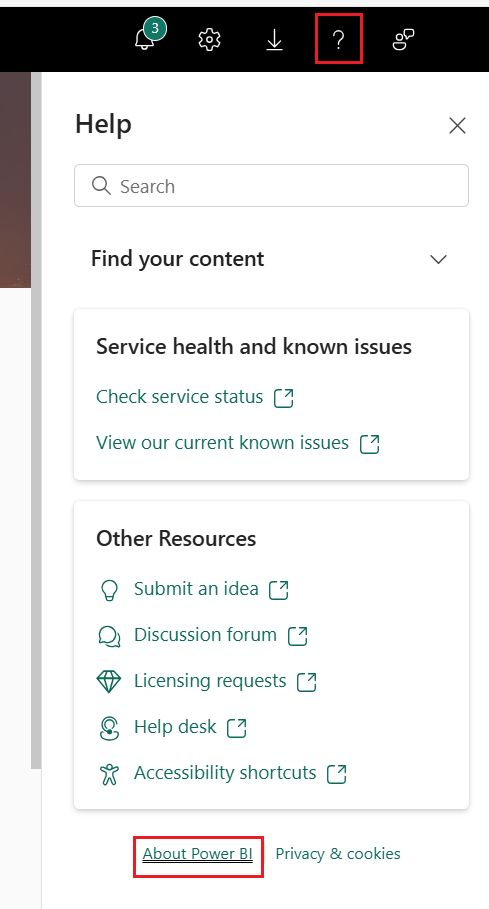 3
?
Help
Search
Find your content
Service health and known issues
Check service status
View our current known issues
Other Resources
Submit an idea
Discussion forum
Licensing requests
Help desk
Accessibility shortcuts
About Power BI Privacy & cookies